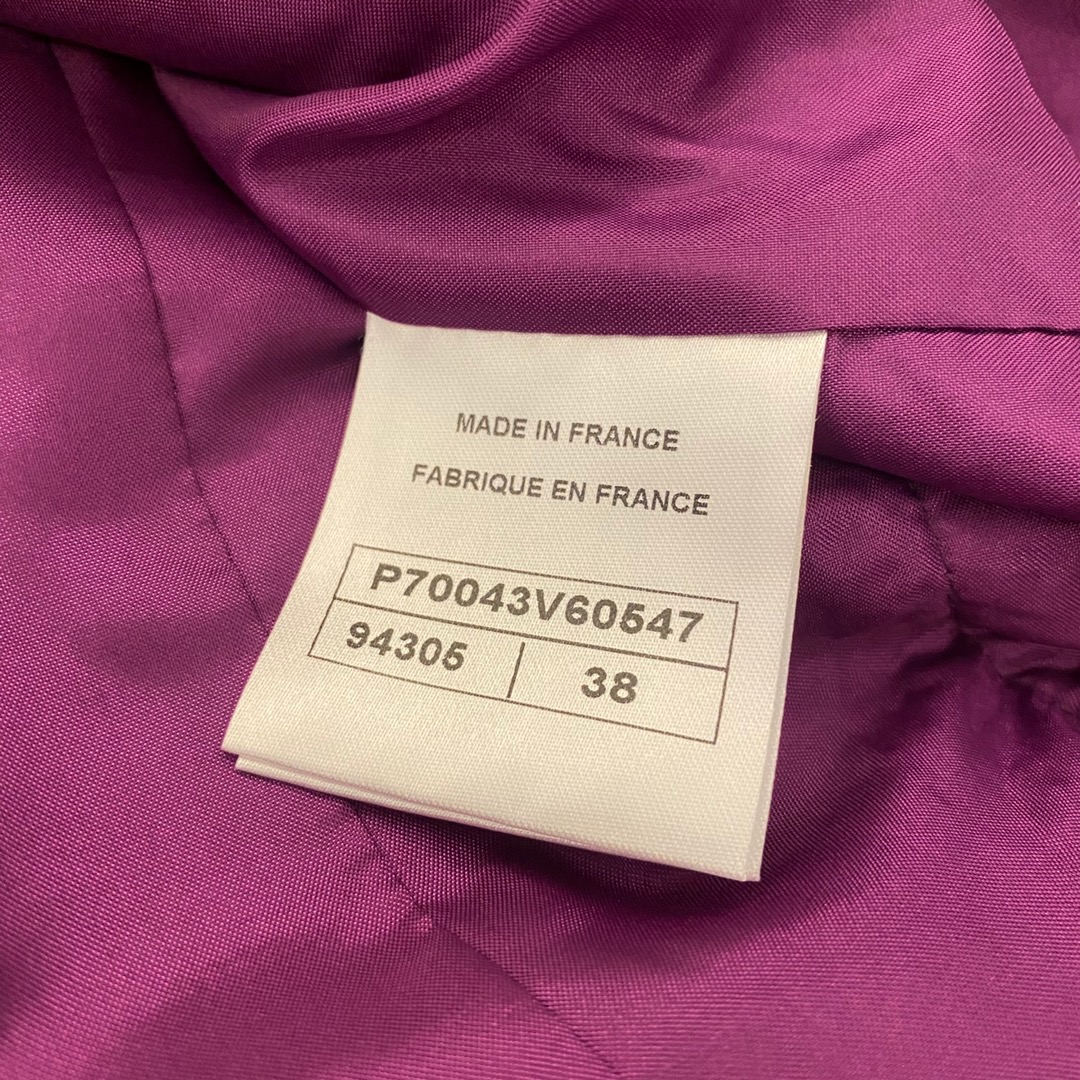 MADE IN FRANCE
FABRIQUE EN FRANCE
P70043V60547
94305 38